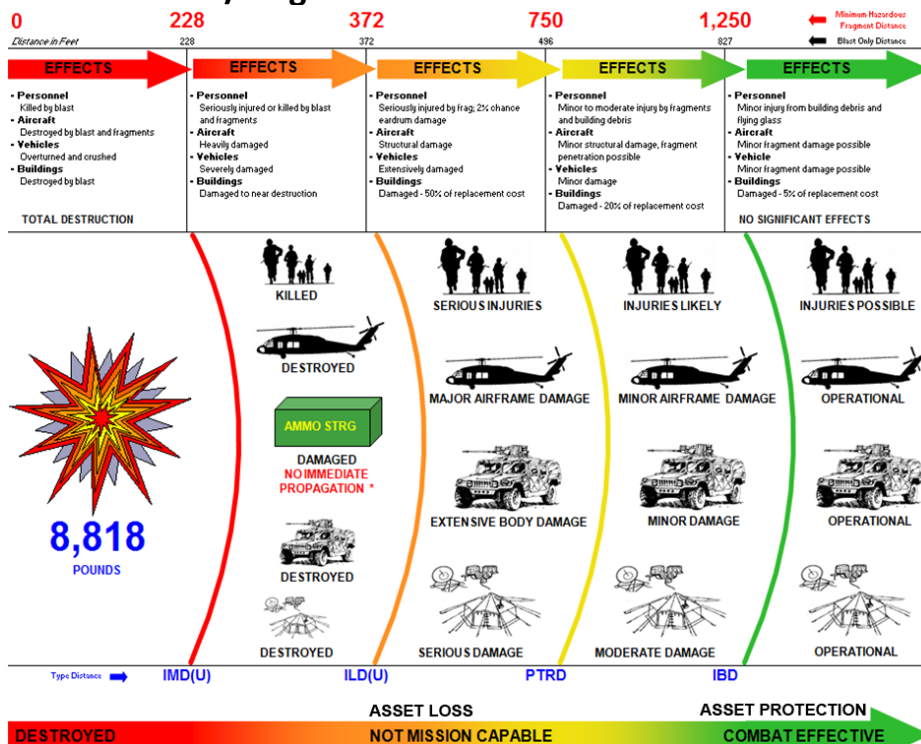 0 228 372 750 1,250
Minimum Hazardous
Fragment Distance
Blast Only Distance
Distance in Feet 228 372 496 827
EFFECTS EFFECTS EFFECTS EFFECTS EFFECTS
- Personnel
Killed by blast
- Aircraft
Destroyed by blast and fragments
- Vehicles
Overturned and crushed
- Buildings
Destroyed by blast
TOTAL DESTRUCTION
- Personnel
Seriously injured or killed by blast
and fragments
- Aircraft
Heavily damaged
- Vehicles
Severely damaged
- Buildings
Damaged to near destruction
- Personnel
Seriously injured by frag; 2% chance
eardrum damage
- Aircraft
Structural damage
- Vehicles
Extensively damaged
- Buildings
Damaged - 50% of replacement cost
- Personnel
Minor to moderate injury by fragments
and building debris
- Aircraft
Minor structural damage, fragment
penetration possible
- Vehicles
Minor damage
- Buildings
Damaged - 20% of replacement cost
- Personnel
Minor injury from building debris and
flying glass
- Aircraft
Minor fragment damage possible
- Vehicle
Minor fragment damage possible
- Buildings
Damaged - 5% of replacement cost
NO SIGNIFICANT EFFECTS
8,818
POUNDS
KILLED
DESTROYED
AMMO STRG
DAMAGED
NO IMMEDIATE
PROPAGATION *
DESTROYED
DESTROYED
SERIOUS INJURIES
MAJOR AIRFRAME DAMAGE
EXTENSIVE BODY DAMAGE
SERIOUS DAMAGE
INJURIES LIKELY
MINOR AIRFRAME DAMAGE
MINOR DAMAGE
MODERATE DAMAGE
INJURIES POSSIBLE
OPERATIONAL
OPERATIONAL
OPERATIONAL
Type Distance IMD(U) ILD(U) PTRD IBD
ASSET LOSS ASSET PROTECTION
DESTROYED NOT MISSION CAPABLE COMBAT EFFECTIVE